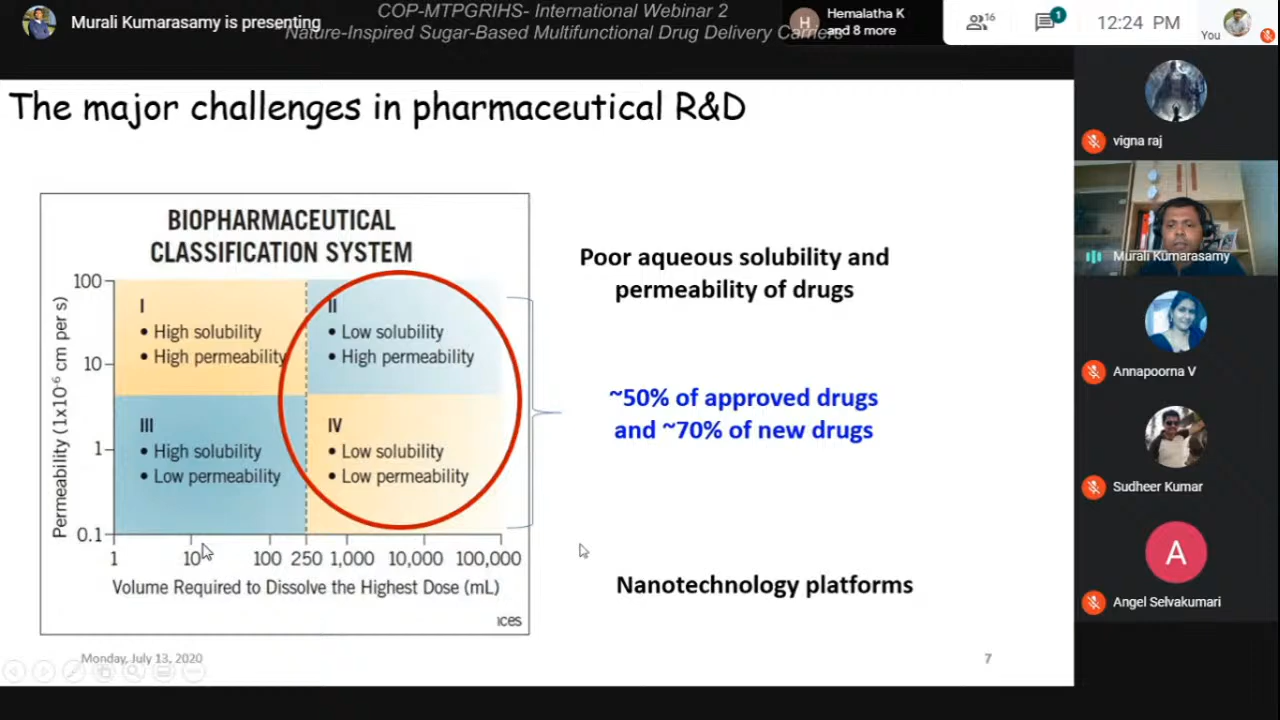 Murali Kumarasamy is presenting
COP-MTPGRIHS- International Webinar 2
Nature-Inspired Sugar-Based Multifunctional Drug Delivery Carriers
H
Hemalatha K
and 8 more
16
1
12:24 PM
You
The major challenges in pharmaceutical R&D
BIOPHARMACEUTICAL
CLASSIFICATION SYSTEM
Permeability (1x10⁻⁶ cm per s)
100
10
1
0.1
I
• High solubility
• High permeability
II
• Low solubility
• High permeability
III
• High solubility
• Low permeability
IV
• Low solubility
• Low permeability
1 10 100 250 1,000 10,000 100,000
Volume Required to Dissolve the Highest Dose (mL)
ices
Poor aqueous solubility and
permeability of drugs
~50% of approved drugs
and ~70% of new drugs
Nanotechnology platforms
Monday, July 13, 2020
7
vigna raj
Murali Kumarasamy
Annapoorna V
Sudheer Kumar
A
Angel Selvakumari